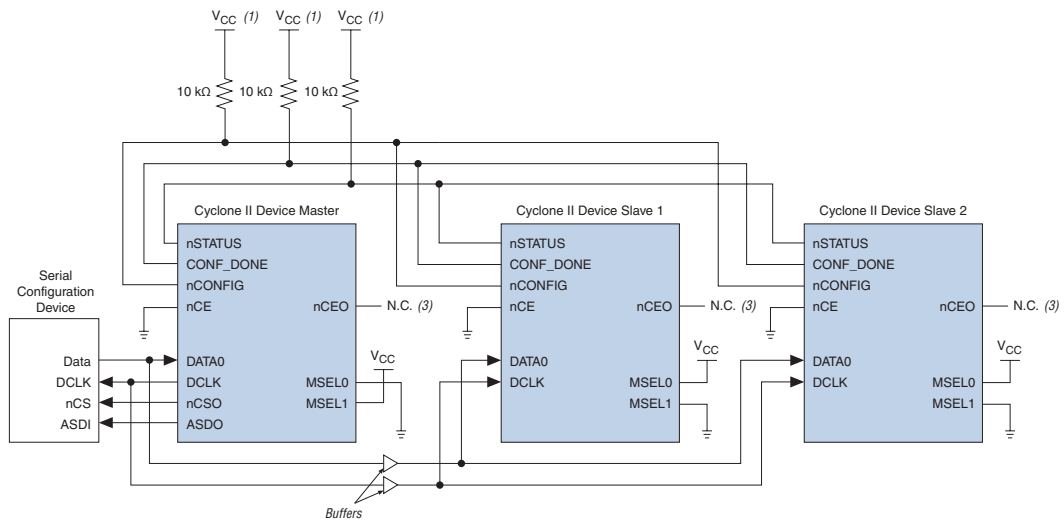 VCC (1) VCC (1) VCC (1)
10 kΩ 10 kΩ 10 kΩ
Cyclone II Device Master
nSTATUS
CONF_DONE
nCONFIG
nCE
nCEO
N.C. (3)
DATA0
DCLK
nCSO
ASDO
MSEL0
MSEL1
VCC
Serial
Configuration
Device
Data
DCLK
nCS
ASDI
Cyclone II Device Slave 1
nSTATUS
CONF_DONE
nCONFIG
nCE
nCEO
N.C. (3)
DATA0
DCLK
MSEL0
MSEL1
VCC
Cyclone II Device Slave 2
nSTATUS
CONF_DONE
nCONFIG
nCE
nCEO
N.C. (3)
DATA0
DCLK
MSEL0
MSEL1
VCC
Buffers